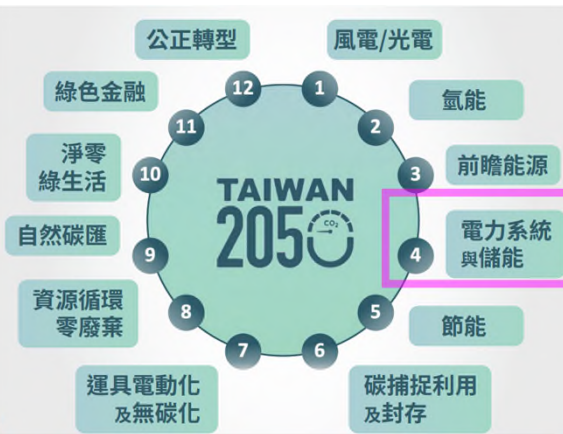 公正轉型
風電/光電
12
1
綠色金融
11
2
氫能
淨零
綠生活
10
3
前瞻能源
TAIWAN
2050
CO₂
自然碳匯
9
4
電力系統
與儲能
資源循環
零廢棄
8
5
節能
7
6
運具電動化
及無碳化
碳捕捉利用
及封存